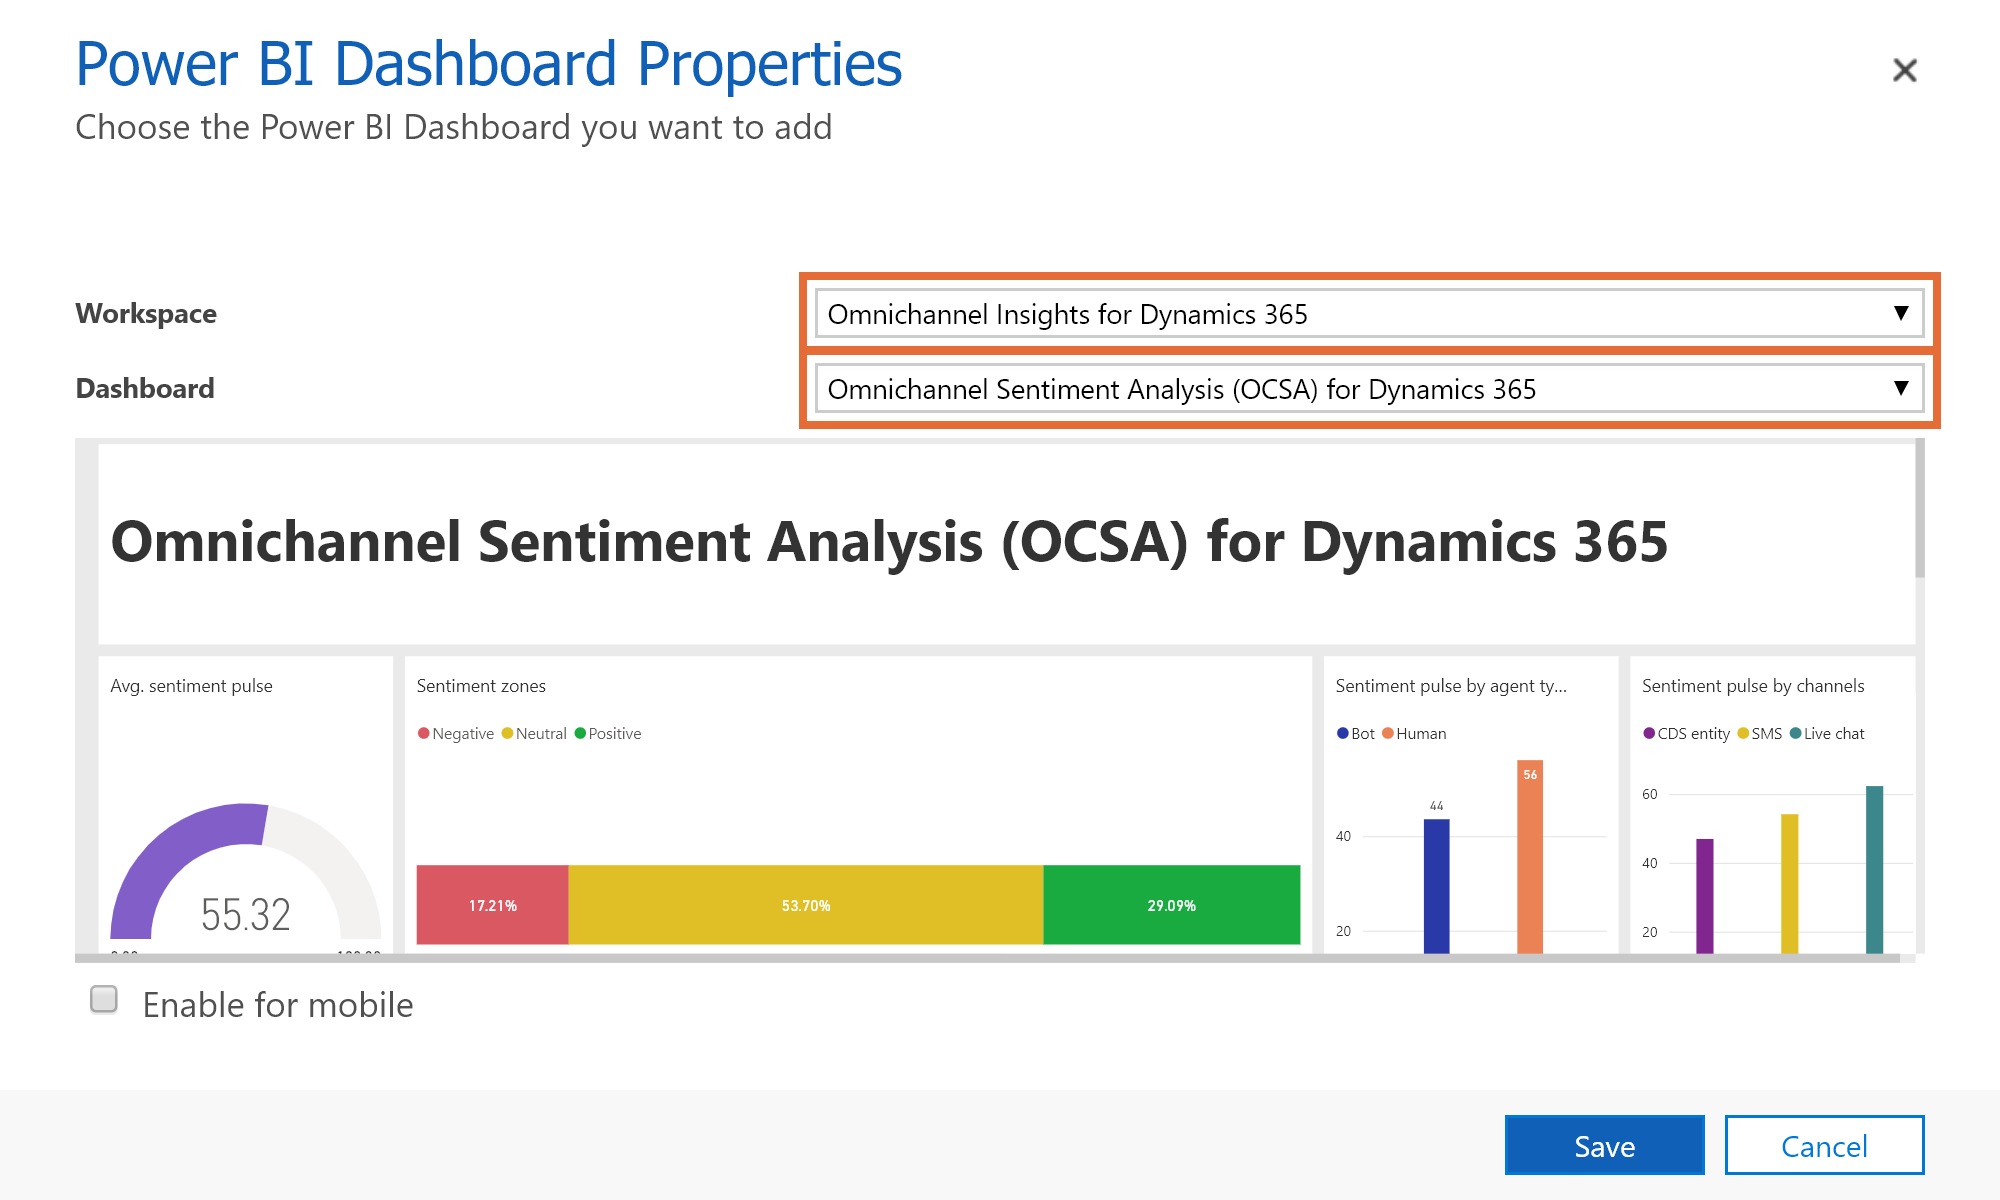 Power BI Dashboard Properties
Choose the Power BI Dashboard you want to add
Workspace
Omnichannel Insights for Dynamics 365
Dashboard
Omnichannel Sentiment Analysis (OCSA) for Dynamics 365
Omnichannel Sentiment Analysis (OCSA) for Dynamics 365
Avg. sentiment pulse
55.32
Sentiment zones
Negative Neutral Positive
17.21% 53.70% 29.09%
Sentiment pulse by agent ty...
Bot Human
56
44
40
20
Sentiment pulse by channels
CDS entity SMS Live chat
60
40
20
Enable for mobile
Save Cancel